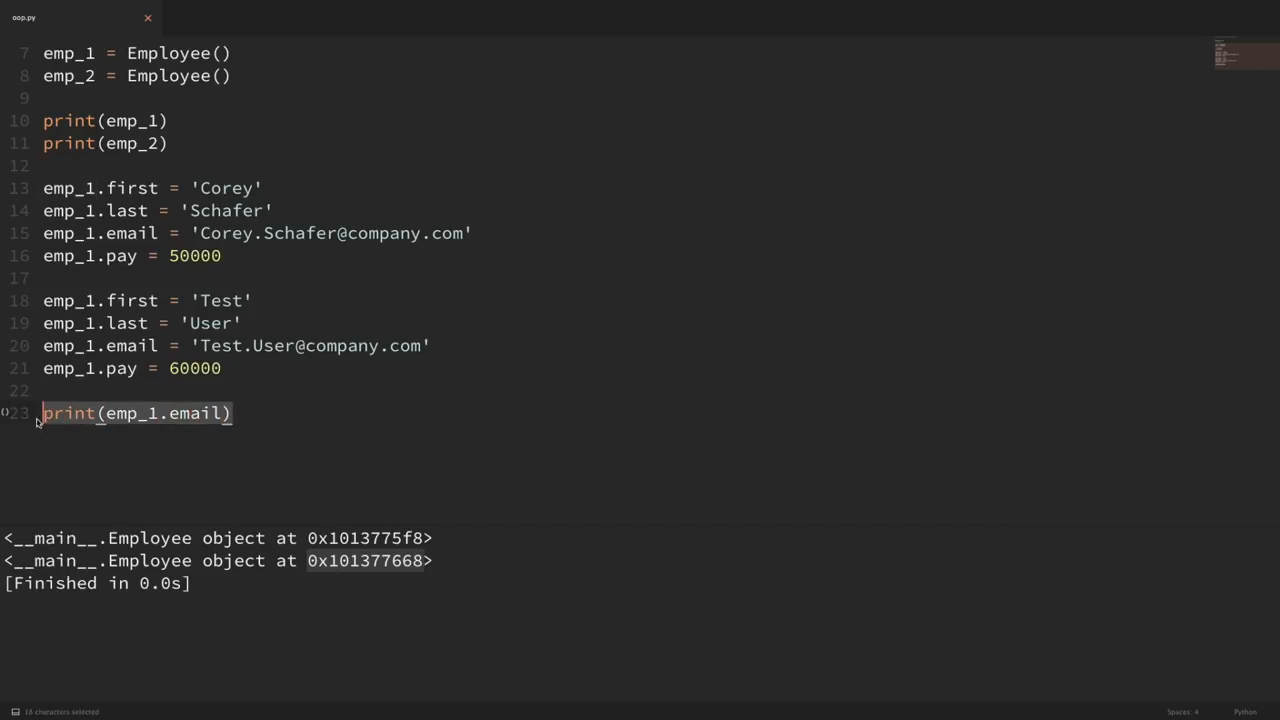 oop.py
7 emp_1 = Employee()
8 emp_2 = Employee()
9
10 print(emp_1)
11 print(emp_2)
12
13 emp_1.first = 'Corey'
14 emp_1.last = 'Schafer'
15 emp_1.email = 'Corey.Schafer@company.com'
16 emp_1.pay = 50000
17
18 emp_1.first = 'Test'
19 emp_1.last = 'User'
20 emp_1.email = 'Test.User@company.com'
21 emp_1.pay = 60000
22
23 print(emp_1.email)
<__main__.Employee object at 0x1013775f8>
<__main__.Employee object at 0x101377668>
[Finished in 0.0s]
18 characters selected Spaces: 4 Python